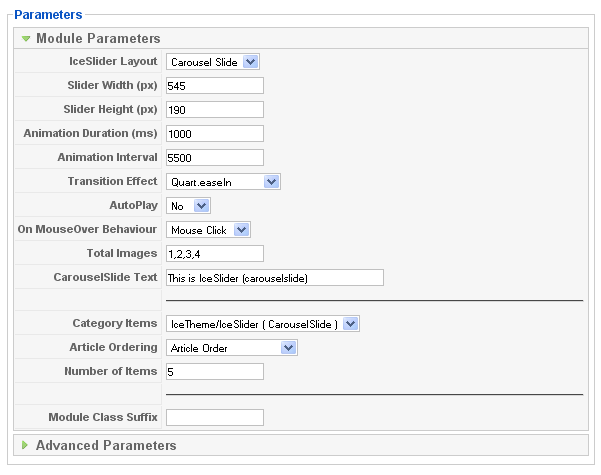 Parameters
Module Parameters
IceSlider Layout Carousel Slide
Slider Width (px) 545
Slider Height (px) 190
Animation Duration (ms) 1000
Animation Interval 5500
Transition Effect Quart.easeIn
AutoPlay No
On MouseOver Behaviour Mouse Click
Total Images 1,2,3,4
CarouselSlide Text This is IceSlider (carouselslide)
Category Items IceTheme/IceSlider ( CarouselSlide )
Article Ordering Article Order
Number of Items 5
Module Class Suffix
Advanced Parameters